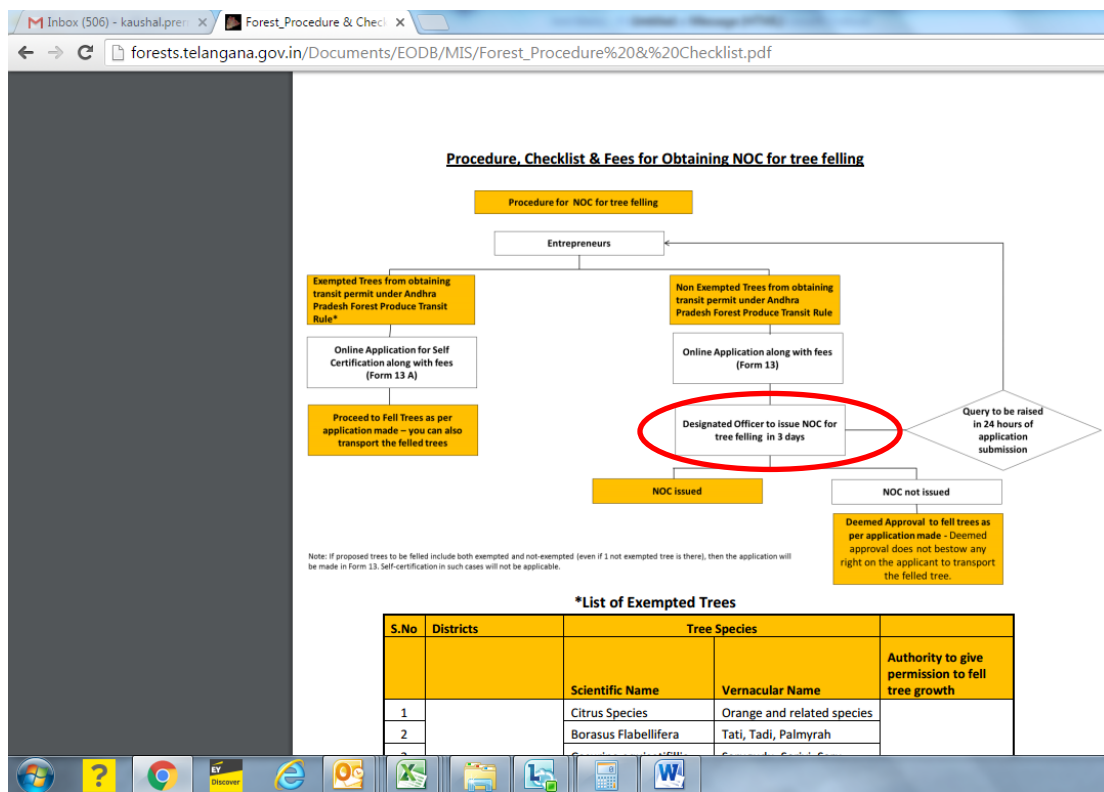 Inbox (506) - kaushal.prer
Forest_Procedure & Chec
forests.telangana.gov.in/Documents/EODB/MIS/Forest_Procedure%20&%20Checklist.pdf
Procedure, Checklist & Fees for Obtaining NOC for tree felling
Procedure for NOC for tree felling
Entrepreneurs
Exempted Trees from obtaining
transit permit under Andhra
Pradesh Forest Produce Transit
Rule*
Non Exempted Trees from obtaining
transit permit under Andhra
Pradesh Forest Produce Transit Rule
Online Application for Self
Certification along with fees
(Form 13 A)
Online Application along with fees
(Form 13)
Proceed to Fell Trees as per
application made – you can also
transport the felled trees
Designated Officer to issue NOC for
tree felling in 3 days
Query to be raised
in 24 hours of
application
submission
NOC issued
NOC not issued
Deemed Approval to fell trees as
per application made - Deemed
approval does not bestow any
right on the applicant to transport
the felled tree.
Note: If proposed trees to be felled include both exempted and not-exempted (even if 1 not exempted tree is there), then the application will
be made in Form 13. Self-certification in such cases will not be applicable.
*List of Exempted Trees
S.No Districts Tree Species
Scientific Name Vernacular Name Authority to give
permission to fell
tree growth
1 Citrus Species Orange and related species
2 Borasus Flabellifera Tati, Tadi, Palmyrah
EY
Discover